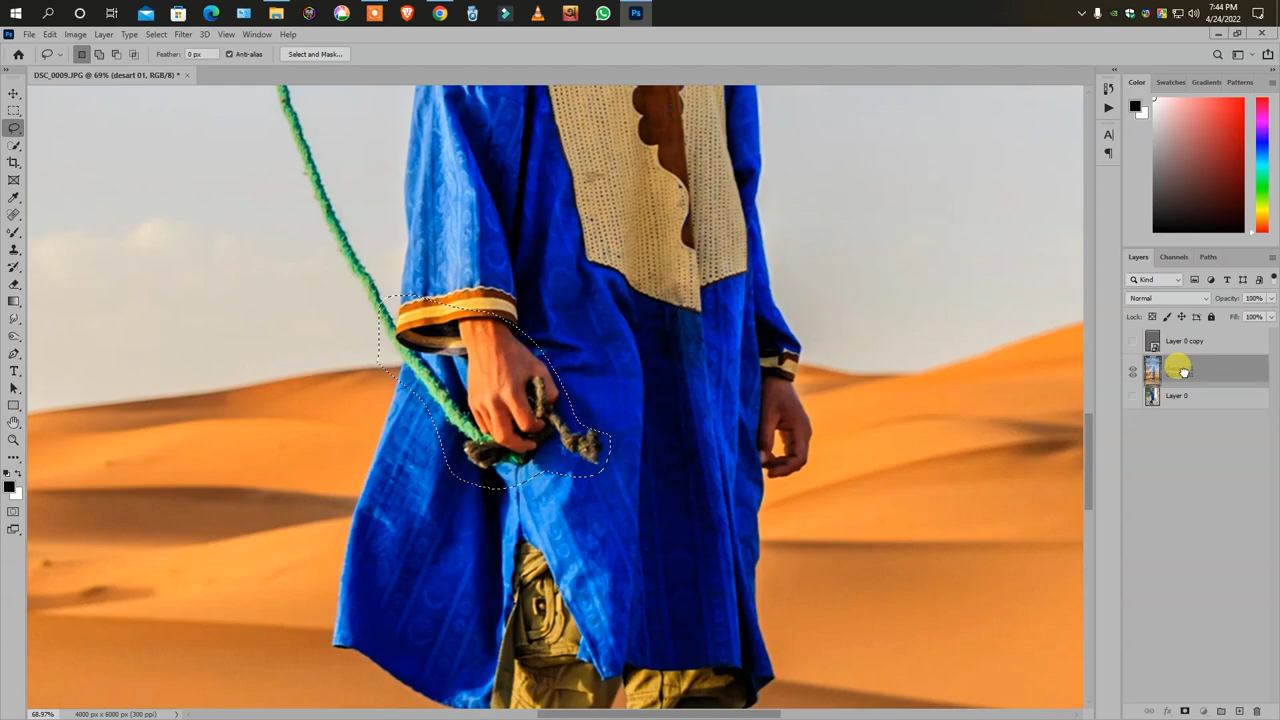 7:44 PM
4/24/2022
Ps File Edit Image Layer Type Select Filter 3D View Window Help
Feather: 0 px Anti-alias Select and Mask...
DSC_0009.JPG @ 69% (desart 01, RGB/8) * ×
Color Swatches Gradients Patterns
Layers Channels Paths
Kind
Normal Opacity: 100%
Lock: Fill: 100%
Layer 0 copy
Layer 0
68.97% 4000 px x 6000 px (300 ppi)